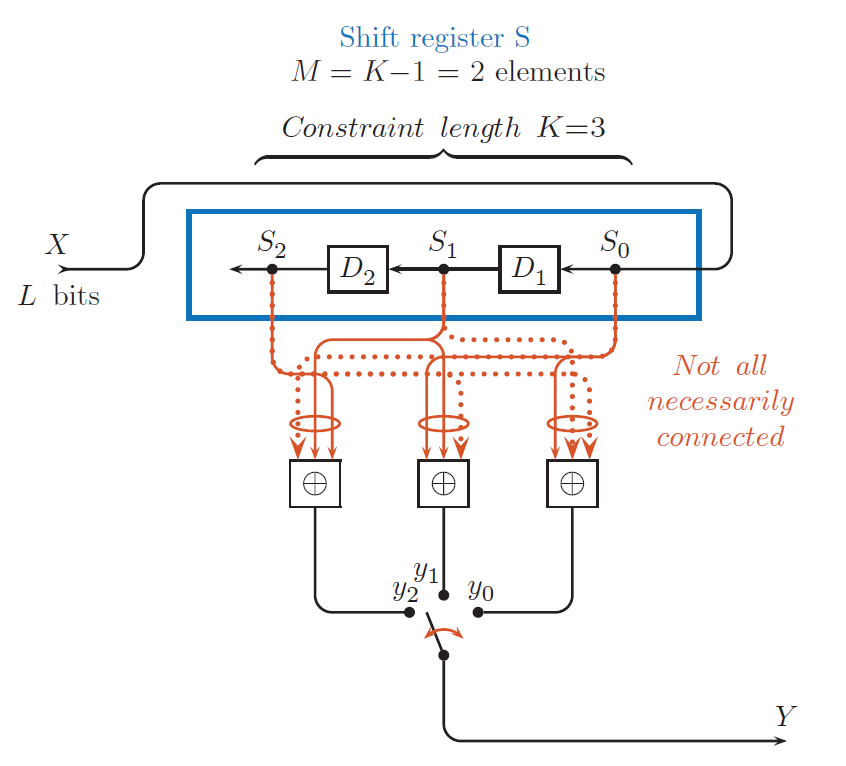 Shift register S
M = K−1 = 2 elements
Constraint length K=3
X
L bits
S₂
D₂
S₁
D₁
S₀
Not all
necessarily
connected
⊕
⊕
⊕
y₂
y₁
y₀
Y